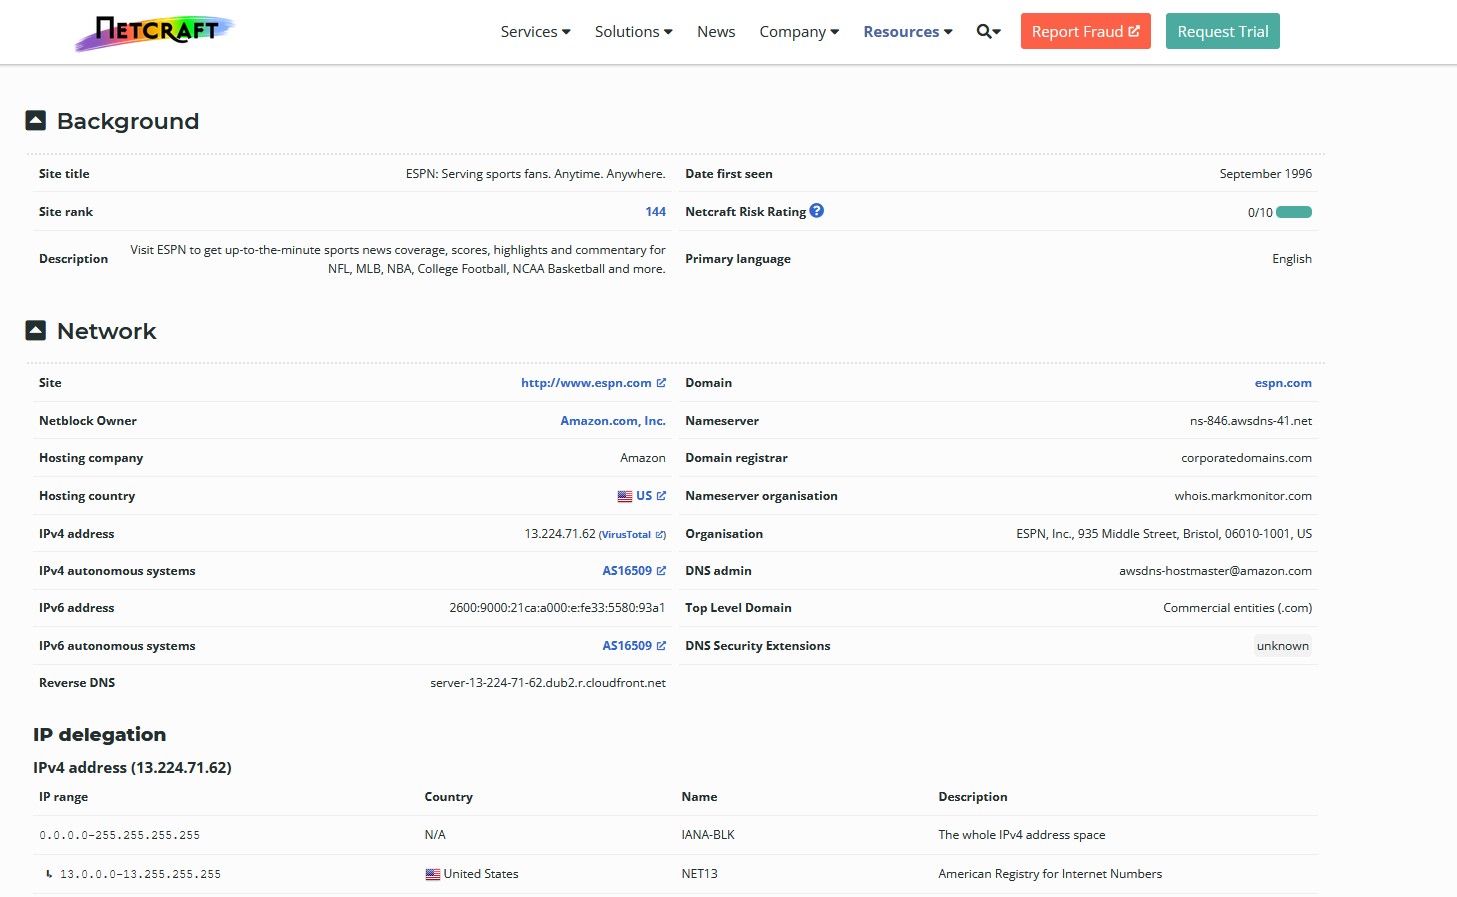 NETCRAFT
Services Solutions News Company Resources Report Fraud Request Trial
Background
Site title ESPN: Serving sports fans. Anytime. Anywhere. Date first seen September 1996
Site rank 144 Netcraft Risk Rating ? 0/10
Description Visit ESPN to get up-to-the-minute sports news coverage, scores, highlights and commentary for
NFL, MLB, NBA, College Football, NCAA Basketball and more. Primary language English
Network
Site http://www.espn.com Domain espn.com
Netblock Owner Amazon.com, Inc. Nameserver ns-846.awsdns-41.net
Hosting company Amazon Domain registrar corporatedomains.com
Hosting country US Nameserver organisation whois.markmonitor.com
IPv4 address 13.224.71.62 (VirusTotal) Organisation ESPN, Inc., 935 Middle Street, Bristol, 06010-1001, US
IPv4 autonomous systems AS16509 DNS admin awsdns-hostmaster@amazon.com
IPv6 address 2600:9000:21ca:a000:e:fe33:5580:93a1 Top Level Domain Commercial entities (.com)
IPv6 autonomous systems AS16509 DNS Security Extensions unknown
Reverse DNS server-13-224-71-62.dub2.r.cloudfront.net
IP delegation
IPv4 address (13.224.71.62)
IP range Country Name Description
0.0.0.0-255.255.255.255 N/A IANA-BLK The whole IPv4 address space
↳ 13.0.0.0-13.255.255.255 United States NET13 American Registry for Internet Numbers